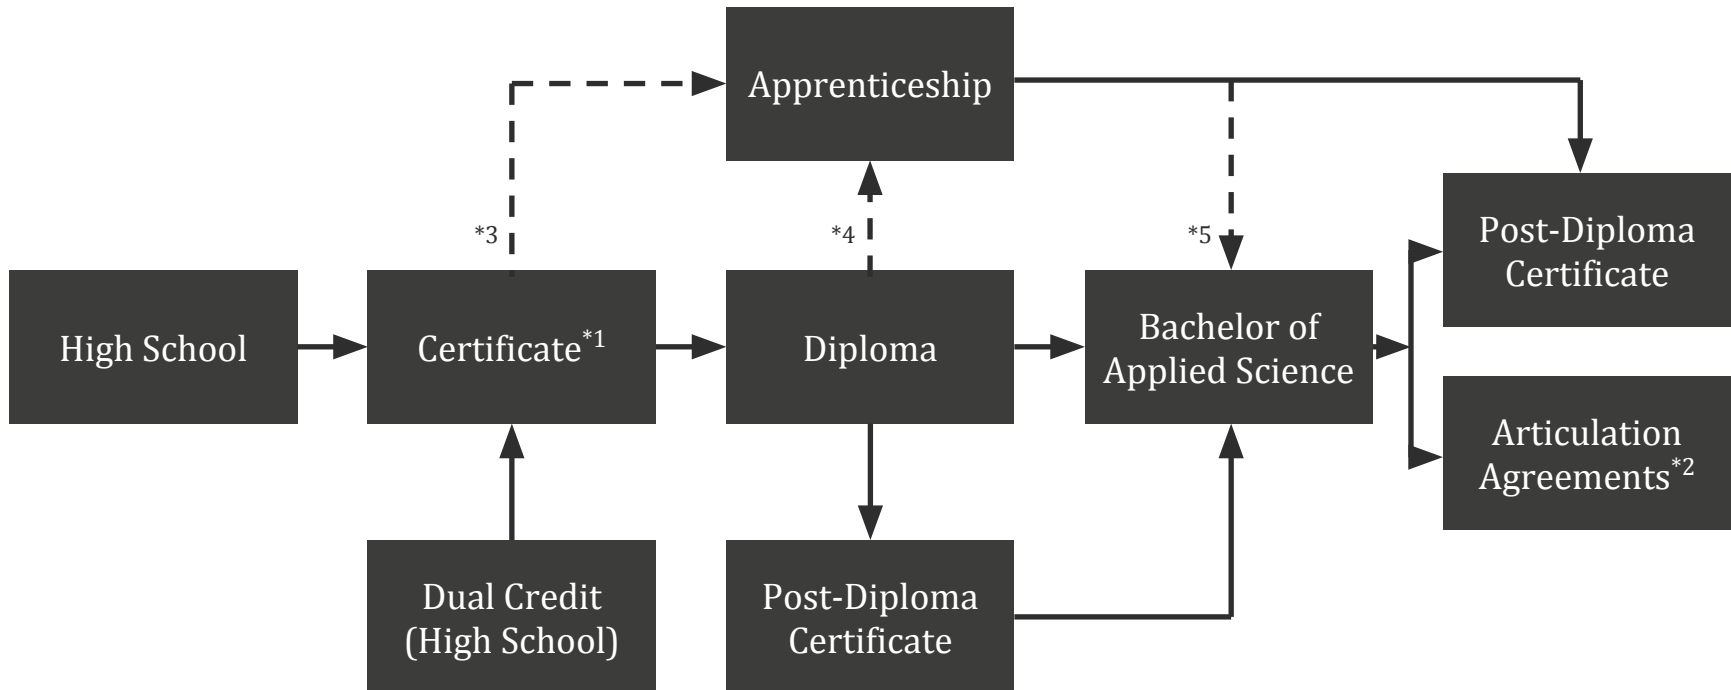 Apprenticeship
*3
*4
*5
Post-Diploma
Certificate
High School
Certificate*1
Diploma
Bachelor of
Applied Science
Articulation
Agreements*2
Dual Credit
(High School)
Post-Diploma
Certificate